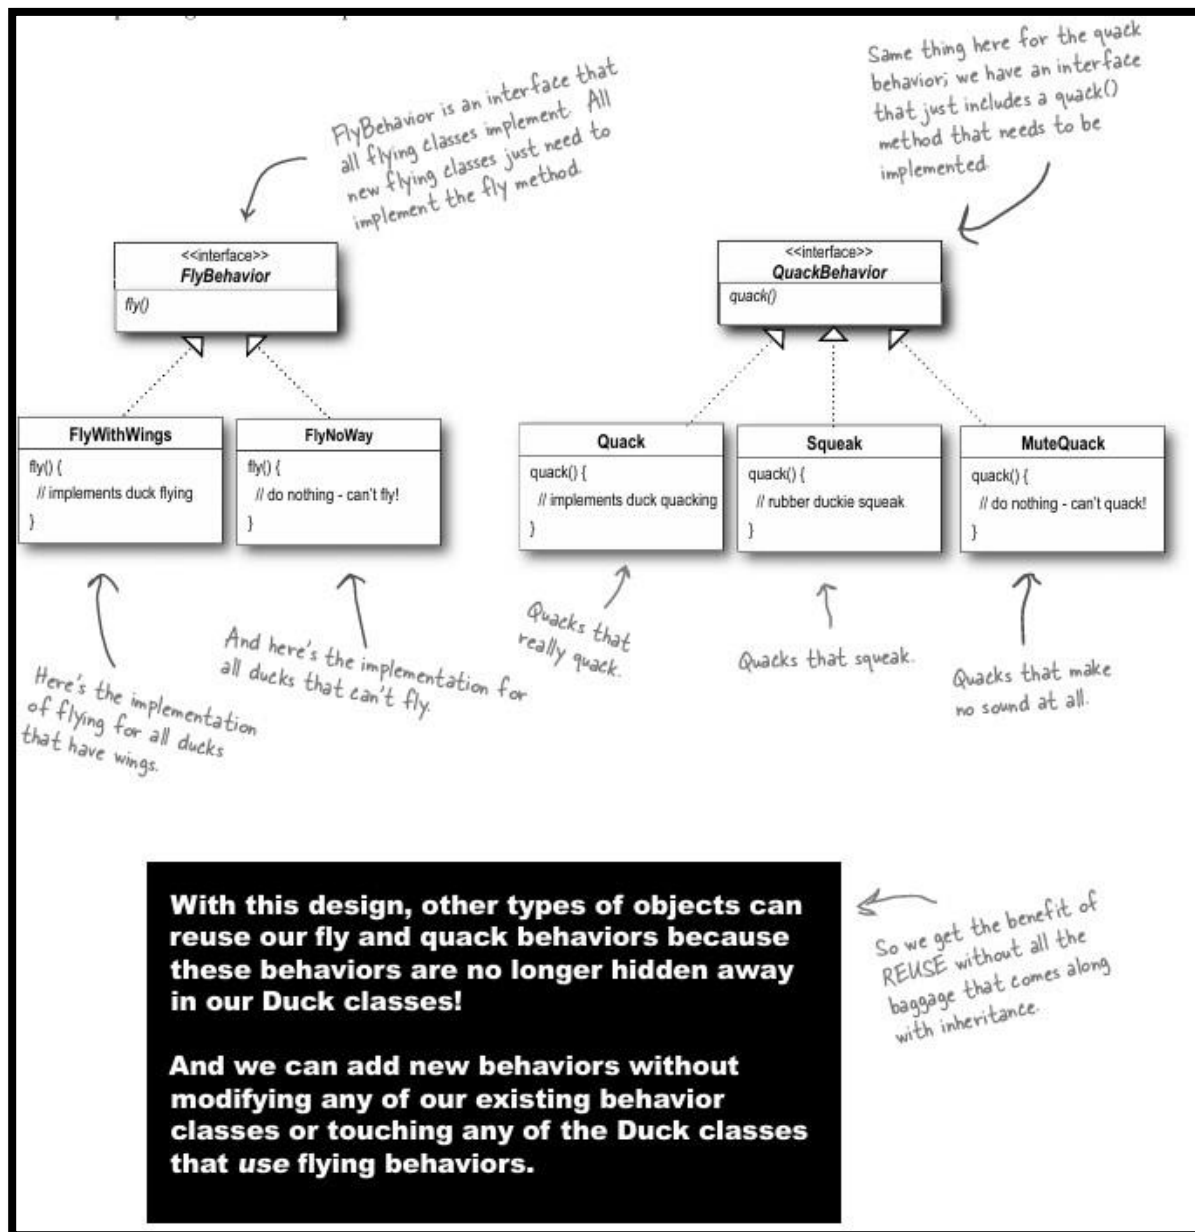 FlyBehavior is an interface that
all flying classes implement. All
new flying classes just need to
implement the fly method.
Same thing here for the quack
behavior; we have an interface
that just includes a quack()
method that needs to be
implemented.
<<interface>>
FlyBehavior
fly()
<<interface>>
QuackBehavior
quack()
FlyWithWings
fly() {
// implements duck flying
}
FlyNoWay
fly() {
// do nothing - can't fly!
}
Quack
quack() {
// implements duck quacking
}
Squeak
quack() {
// rubber duckie squeak
}
MuteQuack
quack() {
// do nothing - can't quack!
}
Here's the implementation
of flying for all ducks
that have wings.
And here's the implementation for
all ducks that can't fly.
Quacks that
really quack.
Quacks that squeak.
Quacks that make
no sound at all.
With this design, other types of objects can
reuse our fly and quack behaviors because
these behaviors are no longer hidden away
in our Duck classes!
And we can add new behaviors without
modifying any of our existing behavior
classes or touching any of the Duck classes
that use flying behaviors.
So we get the benefit of
REUSE without all the
baggage that comes along
with inheritance.